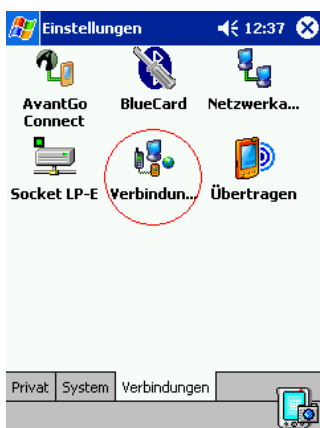 Einstellungen 12:37
AvantGo Connect BlueCard Netzwerka...
Socket LP-E Verbindun... Übertragen
Privat System Verbindungen